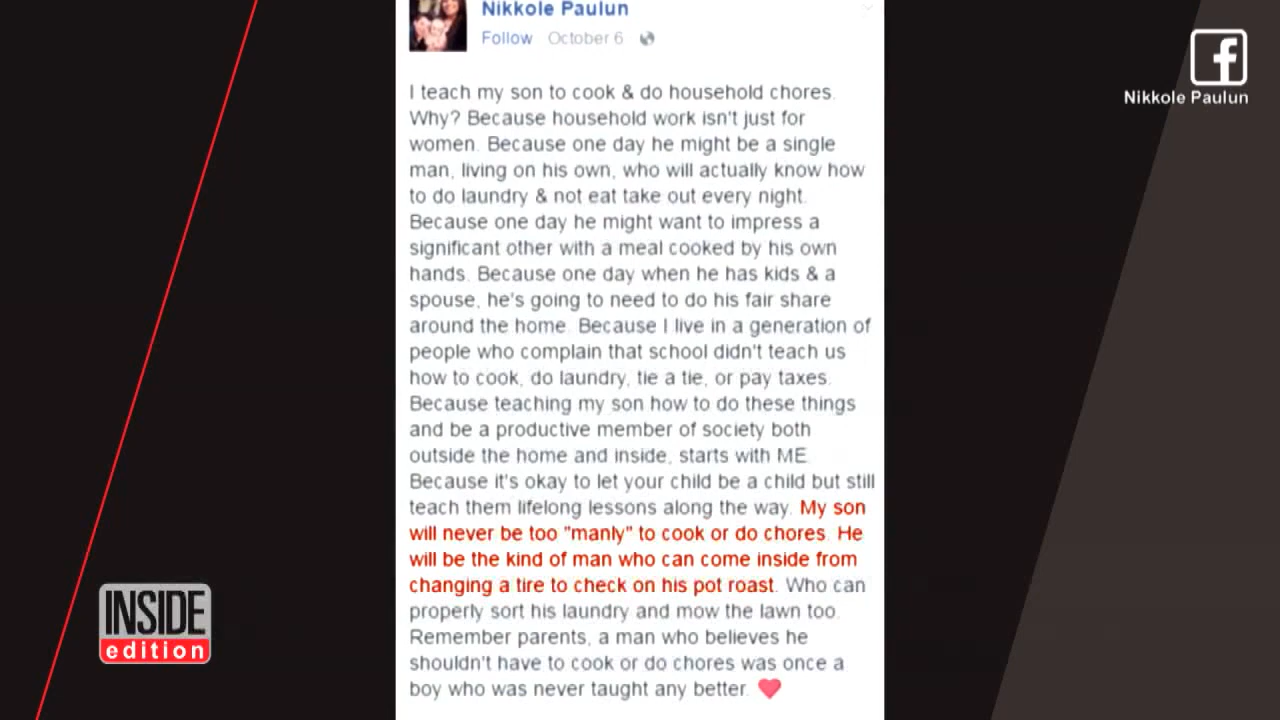 Nikkole Paulun
Follow October 6
f
Nikkole Paulun
I teach my son to cook & do household chores.
Why? Because household work isn't just for
women. Because one day he might be a single
man, living on his own, who will actually know how
to do laundry & not eat take out every night.
Because one day he might want to impress a
significant other with a meal cooked by his own
hands. Because one day when he has kids & a
spouse, he's going to need to do his fair share
around the home. Because I live in a generation of
people who complain that school didn't teach us
how to cook, do laundry, tie a tie, or pay taxes.
Because teaching my son how to do these things
and be a productive member of society both
outside the home and inside, starts with ME.
Because it's okay to let your child be a child but still
teach them lifelong lessons along the way. My son
will never be too "manly" to cook or do chores. He
will be the kind of man who can come inside from
changing a tire to check on his pot roast. Who can
properly sort his laundry and mow the lawn too.
Remember parents, a man who believes he
shouldn't have to cook or do chores was once a
boy who was never taught any better. ❤
INSIDE
edition